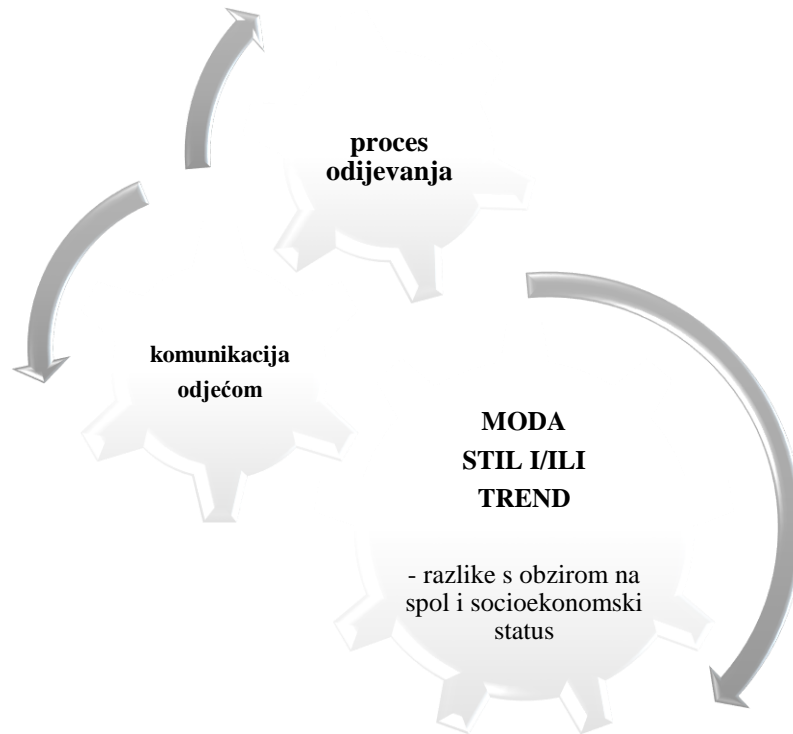 proces
odijevanja
komunikacija
odjećom
MODA
STIL I/ILI
TREND
- razlike s obzirom na
spol i socioekonomski
status